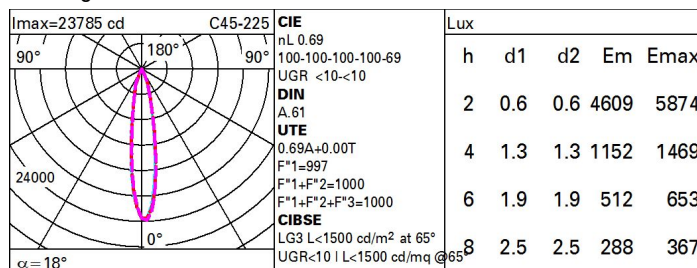 Imax=23785 cd C45-225
90° 180° 90°
24000
0°
α=18°
CIE
nL 0.69
100-100-100-100-69
UGR <10-<10
DIN
A.61
UTE
0.69A+0.00T
F"1=997
F"1+F"2=1000
F"1+F"2+F"3=1000
CIBSE
LG3 L<1500 cd/m² at 65°
UGR<10 | L<1500 cd/mq @65°
Lux
h d1 d2 Em Emax
2 0.6 0.6 4609 5874
4 1.3 1.3 1152 1469
6 1.9 1.9 512 653
8 2.5 2.5 288 367